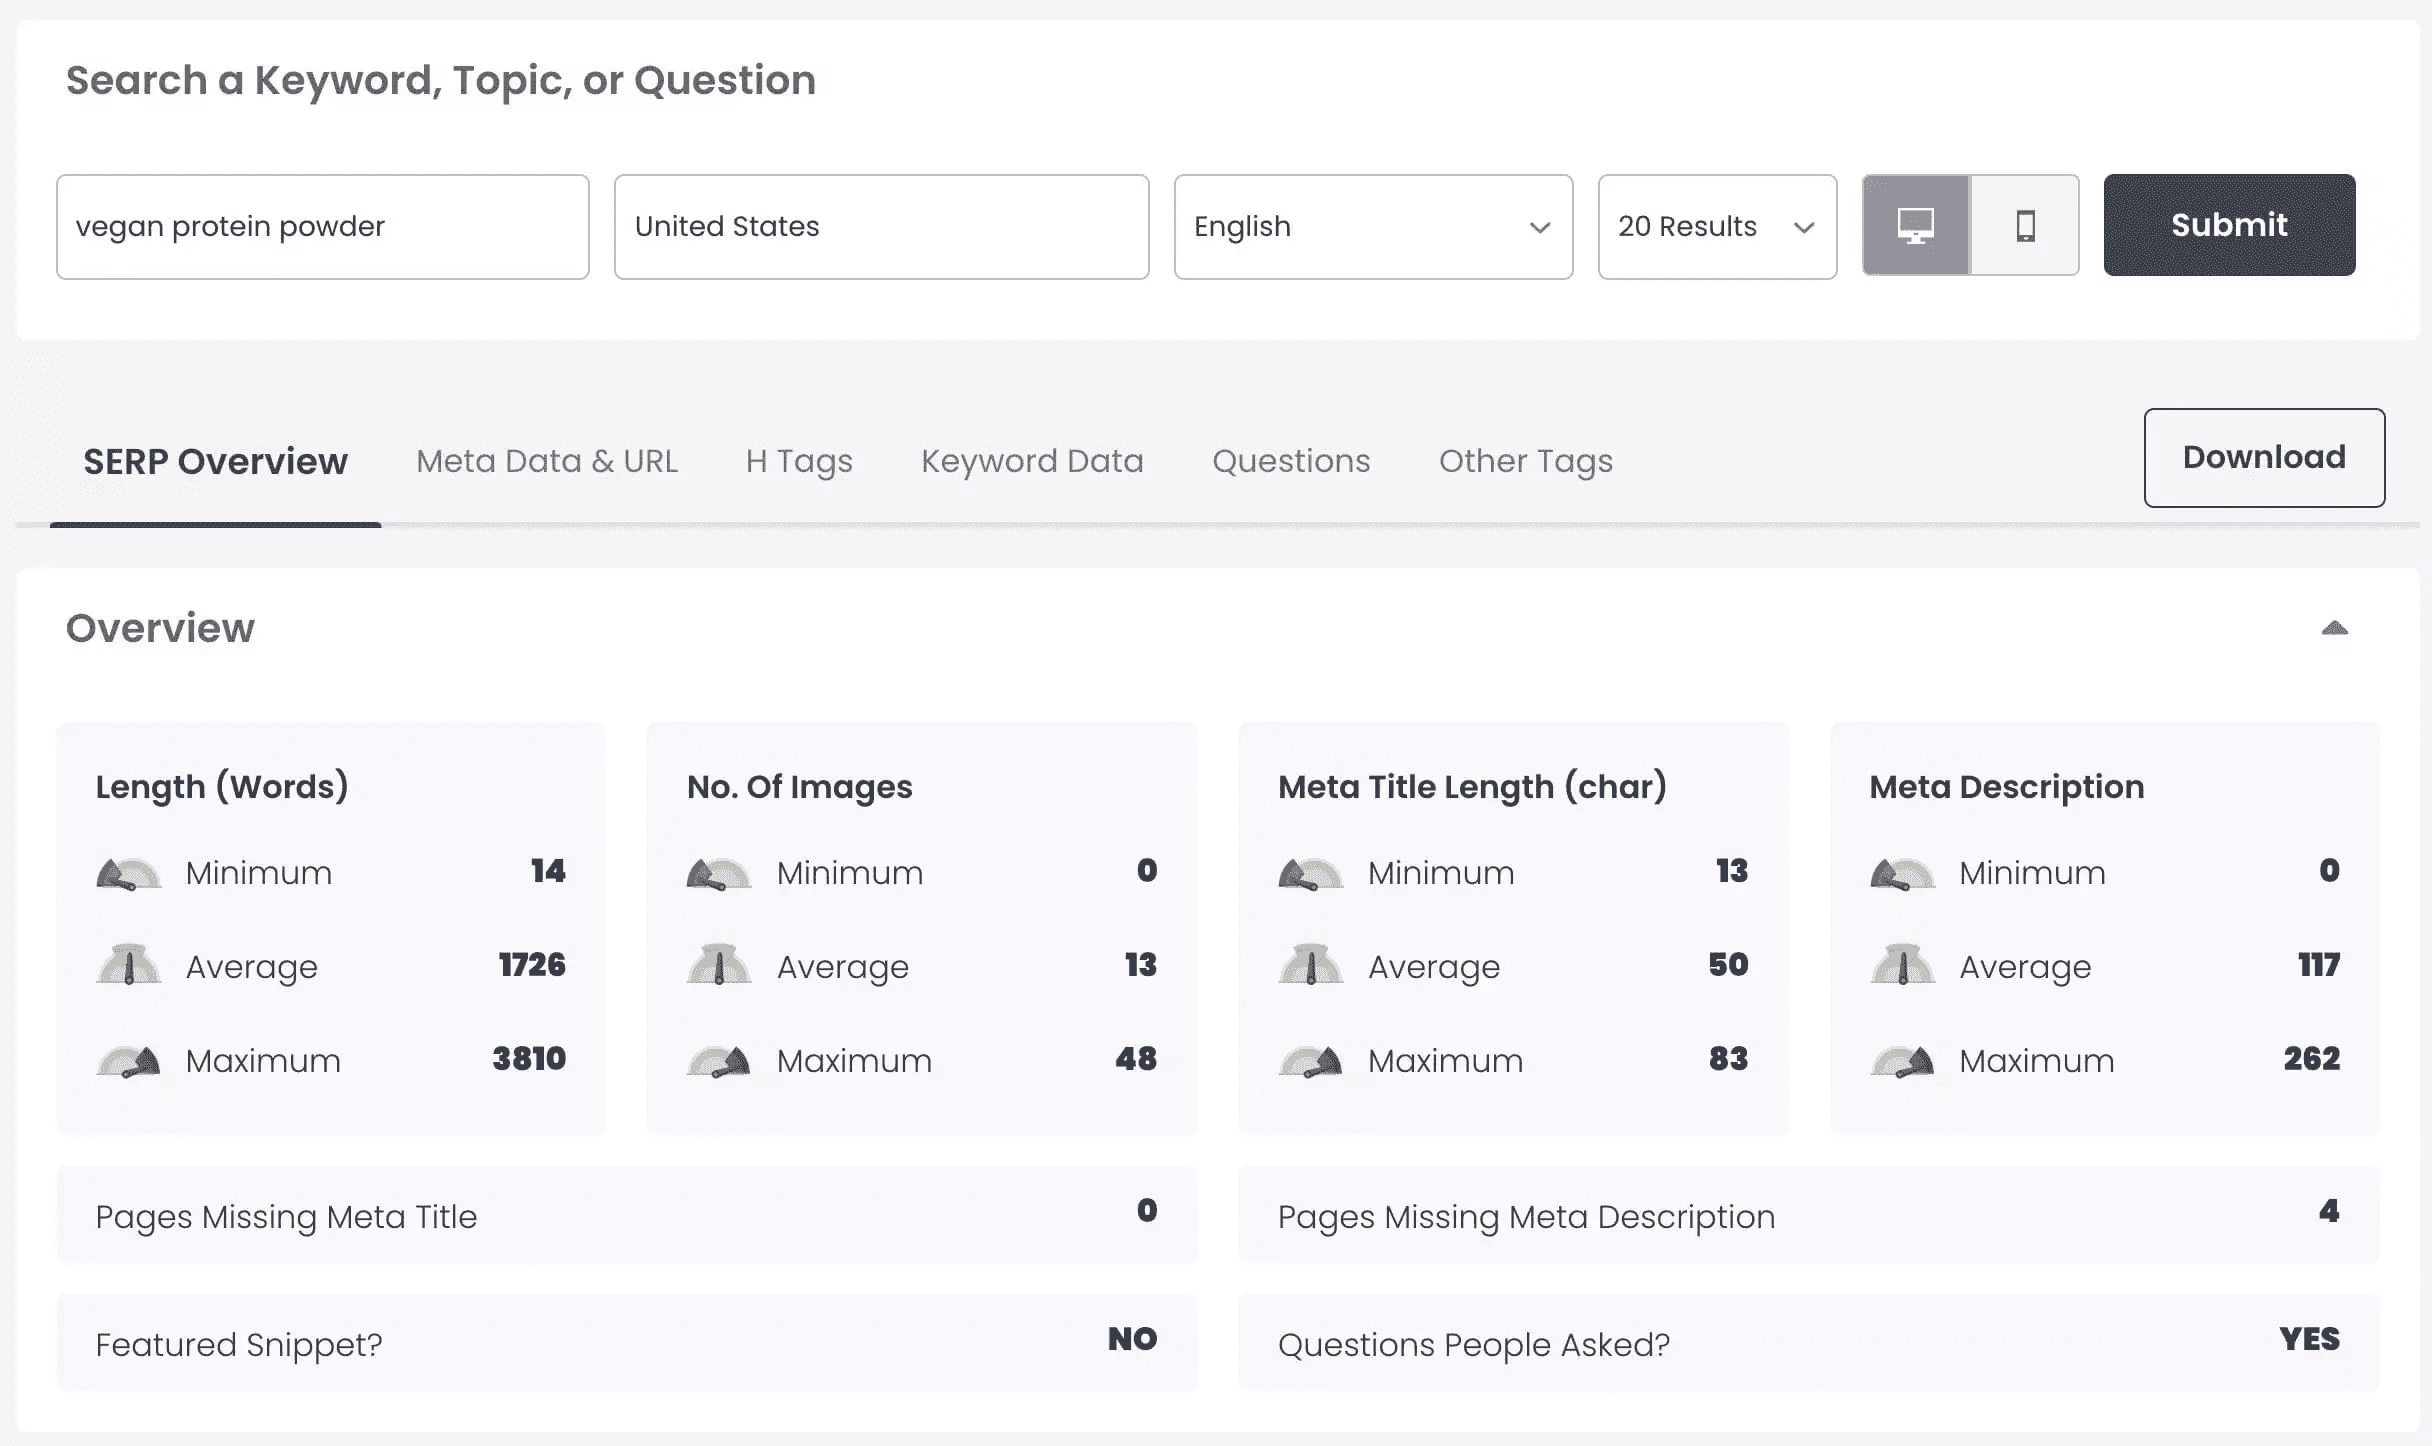 Search a Keyword, Topic, or Question
vegan protein powder
United States
English
20 Results
Submit
SERP Overview
Meta Data & URL
H Tags
Keyword Data
Questions
Other Tags
Download
Overview
Length (Words)
Minimum 14
Average 1726
Maximum 3810
No. Of Images
Minimum 0
Average 13
Maximum 48
Meta Title Length (char)
Minimum 13
Average 50
Maximum 83
Meta Description
Minimum 0
Average 117
Maximum 262
Pages Missing Meta Title 0
Pages Missing Meta Description 4
Featured Snippet? NO
Questions People Asked? YES